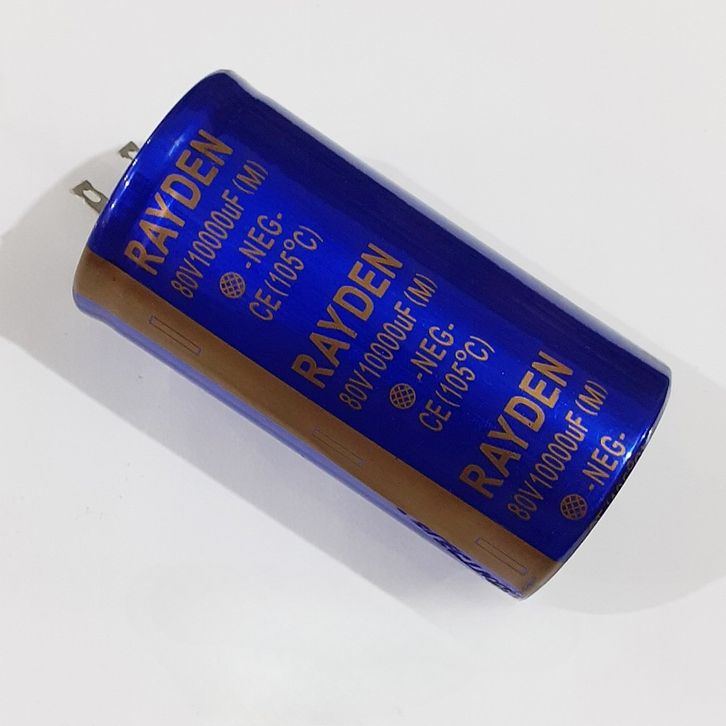 RAYDEN
80V10000uF (M)
-NEG-
CE (105°C)
RAYDEN
80V10000uF (M)
-NEG-
CE (105°C)
RAYDEN
80V10000uF (M)
-NEG-